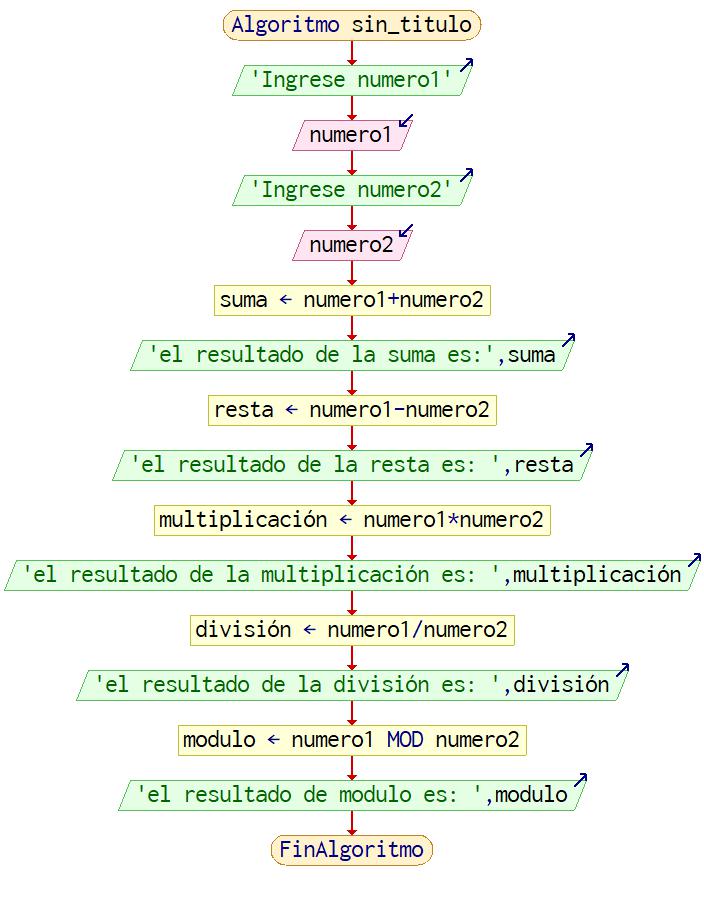 Algoritmo sin_titulo
'Ingrese numero1'
numero1
'Ingrese numero2'
numero2
suma ← numero1+numero2
'el resultado de la suma es:',suma
resta ← numero1-numero2
'el resultado de la resta es: ',resta
multiplicación ← numero1*numero2
'el resultado de la multiplicación es: ',multiplicación
división ← numero1/numero2
'el resultado de la división es: ',división
modulo ← numero1 MOD numero2
'el resultado de modulo es: ',modulo
FinAlgoritmo